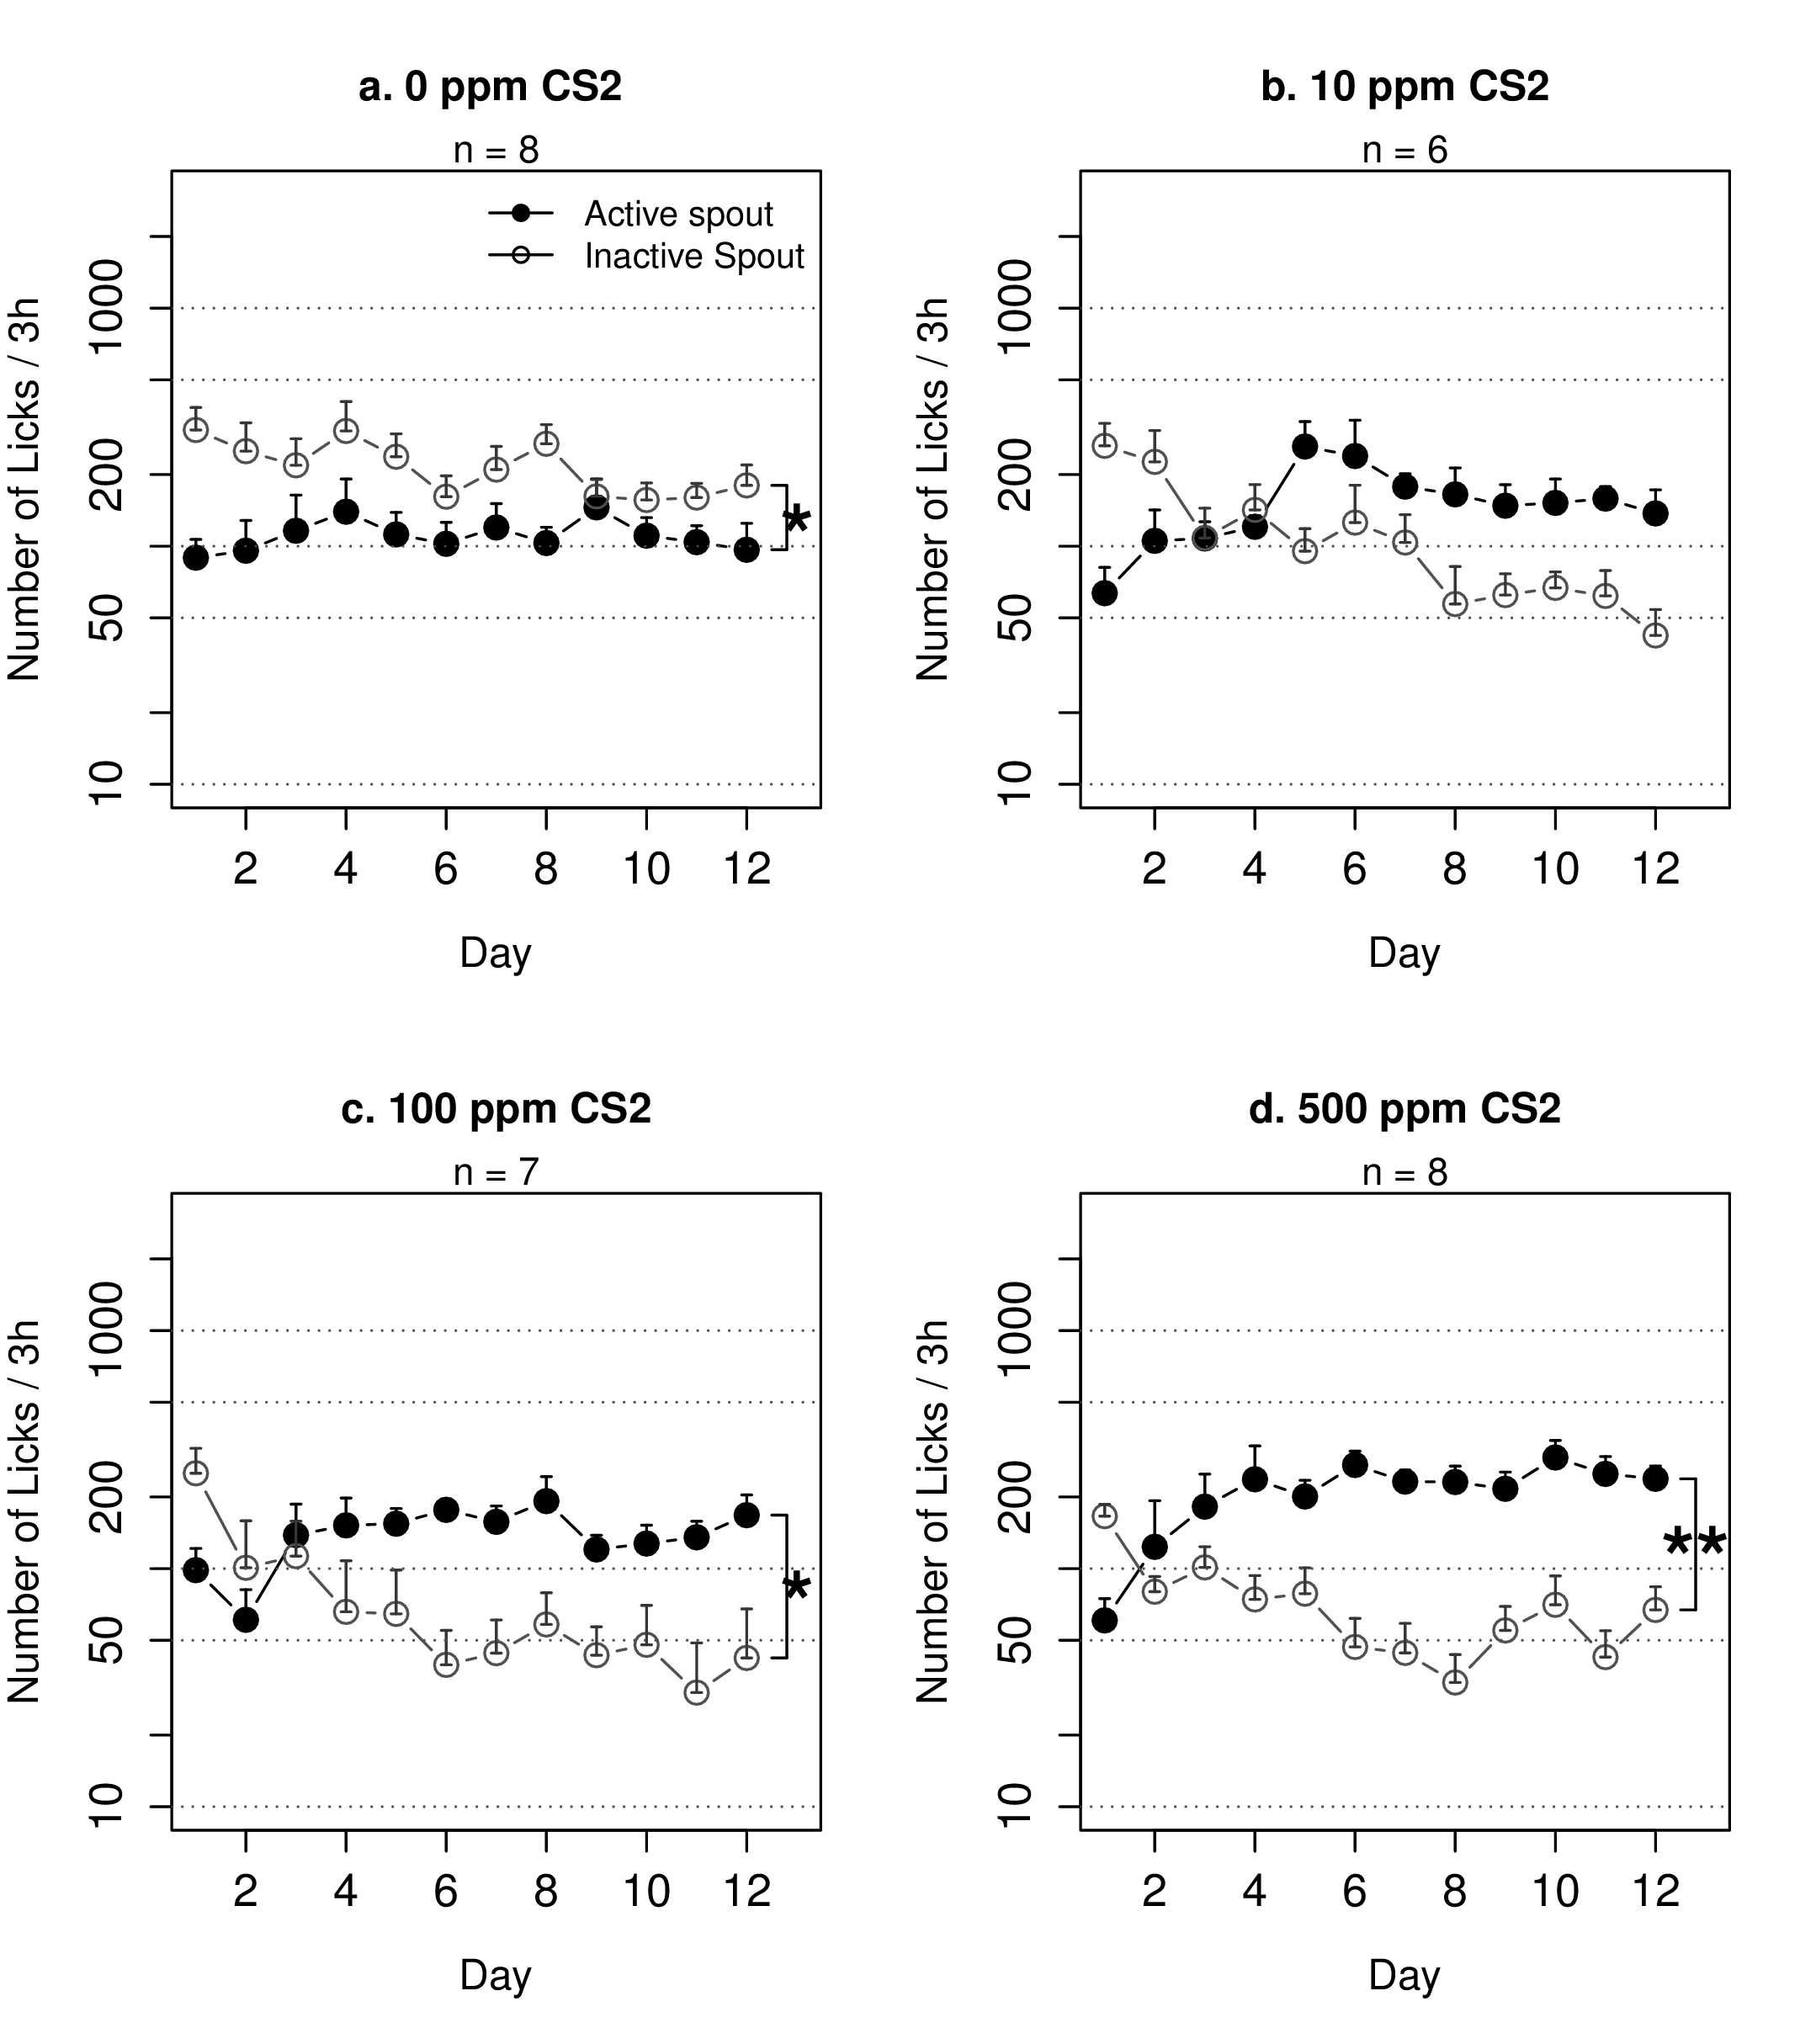 a. 0 ppm CS2
n = 8
Active spout
Inactive Spout
Number of Licks / 3h
1000
200
50
10
2 4 6 8 10 12
Day
*
b. 10 ppm CS2
n = 6
Number of Licks / 3h
1000
200
50
10
2 4 6 8 10 12
Day
c. 100 ppm CS2
n = 7
Number of Licks / 3h
1000
200
50
10
2 4 6 8 10 12
Day
*
d. 500 ppm CS2
n = 8
Number of Licks / 3h
1000
200
50
10
2 4 6 8 10 12
Day
**